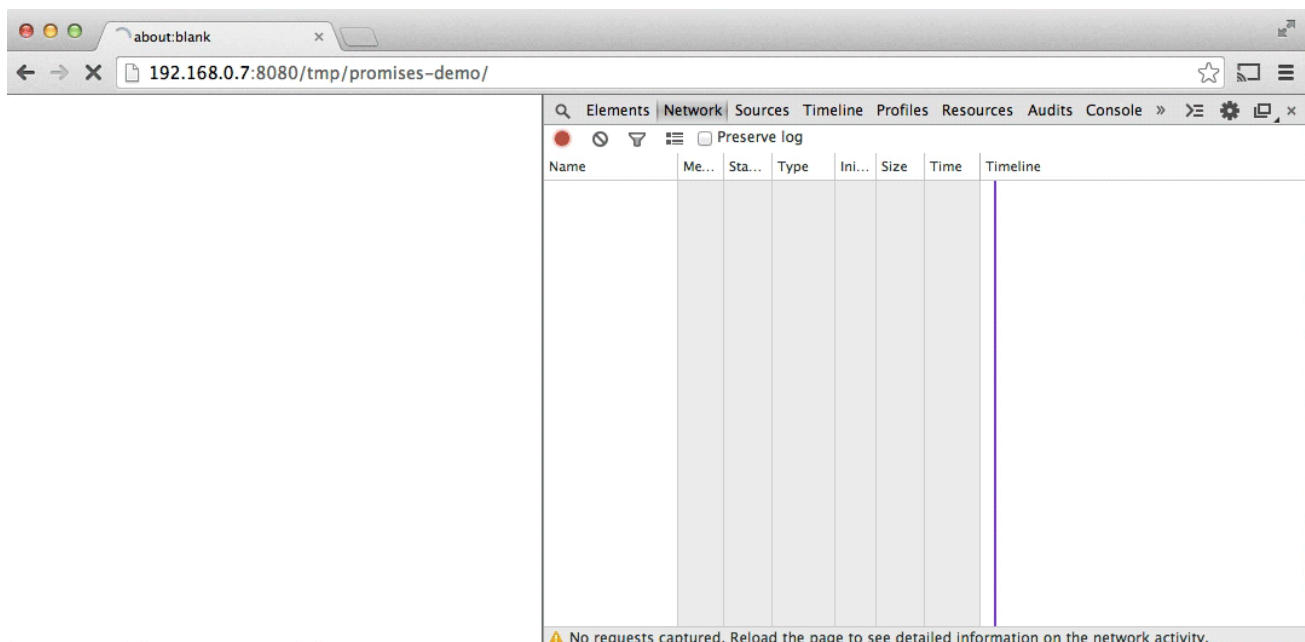 about:blank
192.168.0.7:8080/tmp/promises-demo/
Elements Network Sources Timeline Profiles Resources Audits Console
Preserve log
Name Me... Sta... Type Ini... Size Time Timeline
No requests captured. Reload the page to see detailed information on the network activity.